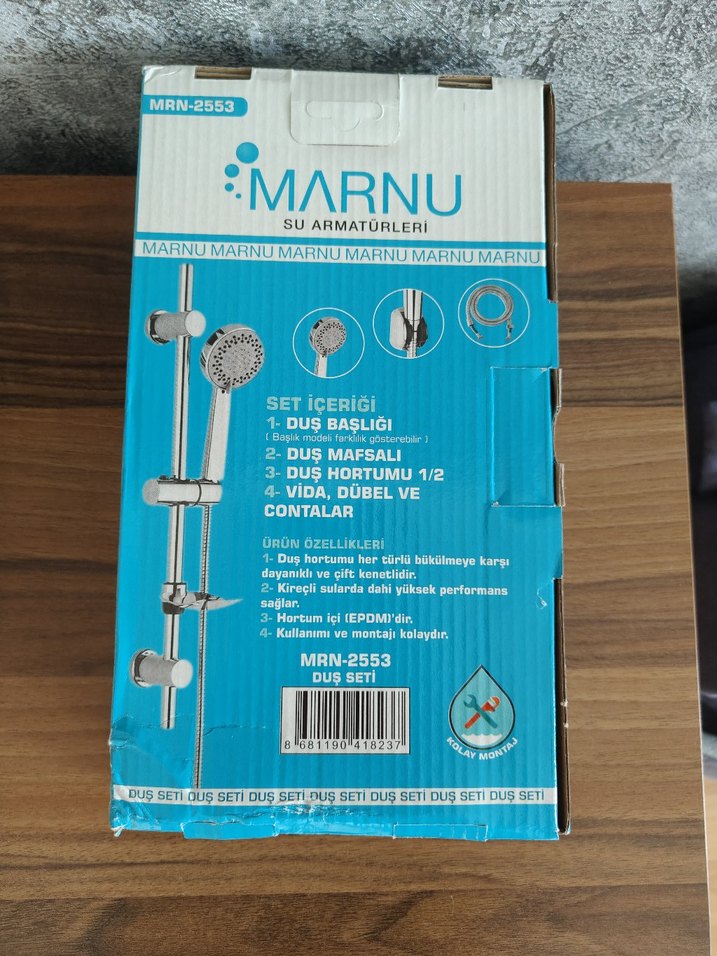 MRN-2553
MARNU
SU ARMATÜRLERİ
MARNU MARNU MARNU MARNU MARNU MARNU
SET İÇERİĞİ
1- DUŞ BAŞLIĞI
( Başlık modeli farklılık gösterebilir )
2- DUŞ MAFSALI
3- DUŞ HORTUMU 1/2
4- VİDA, DÜBEL VE
CONTALAR
ÜRÜN ÖZELLİKLERİ
1- Duş hortumu her türlü bükülmeye karşı
dayanıklı ve çift kenetlidir.
2- Kireçli sularda dahi yüksek performans
sağlar.
3- Hortum içi (EPDM)'dir.
4- Kullanımı ve montajı kolaydır.
MRN-2553
DUŞ SETİ
8 681190 418237
KOLAY MONTAJ
DUŞ SETİ DUŞ SETİ DUŞ SETİ DUŞ SETİ DUŞ SETİ DUŞ SETİ DUŞ SETİ